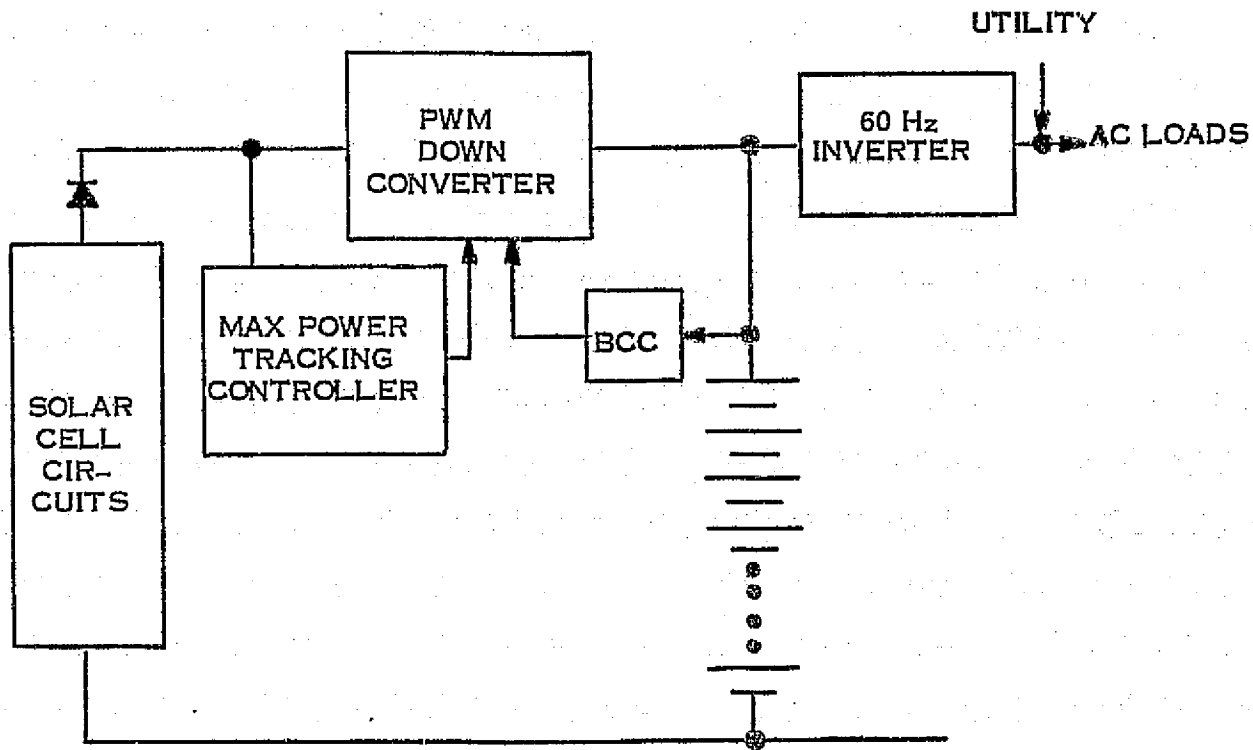 UTILITY
PWM
DOWN
CONVERTER
60 Hz
INVERTER
AC LOADS
MAX POWER
TRACKING
CONTROLLER
BCC
SOLAR
CELL
CIR-
CUITS